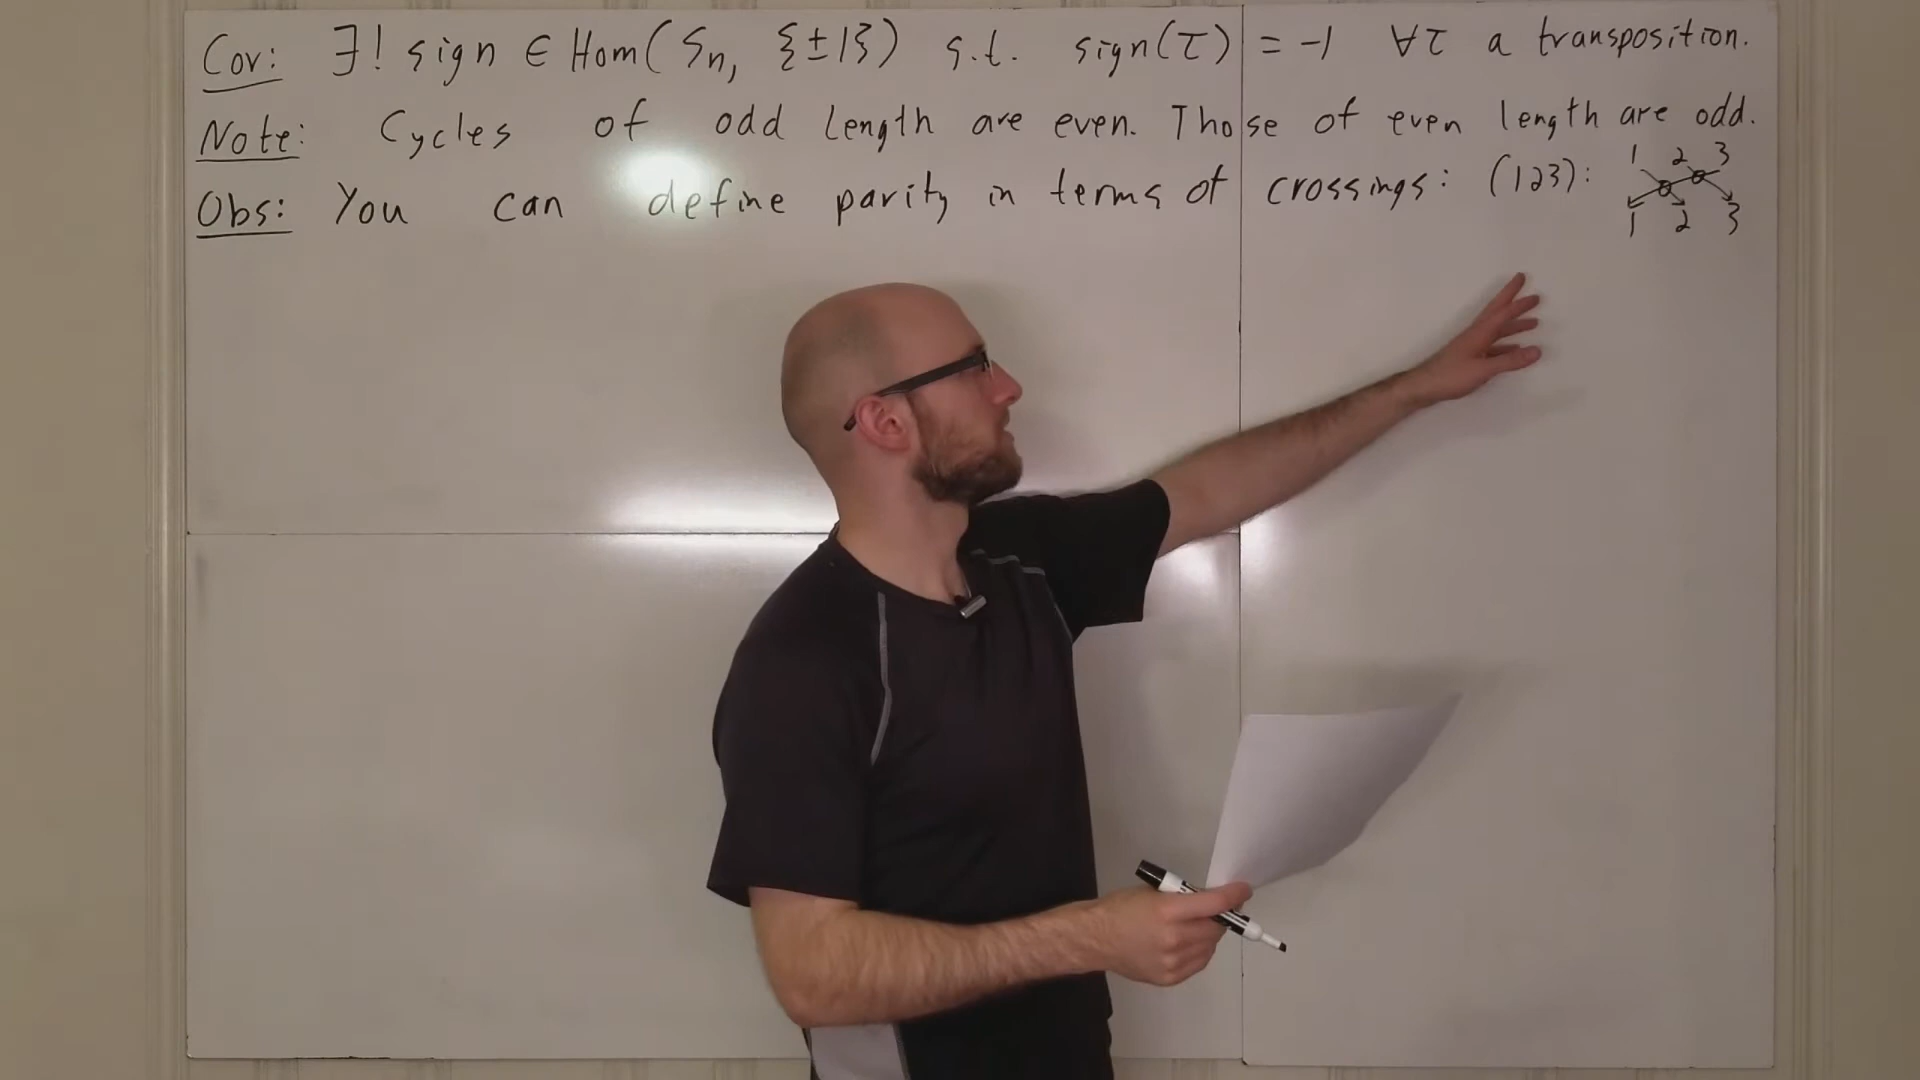 Cor: ∃! sign ∈ Hom(Sn, {±1}) s.t. sign(τ) = -1 ∀τ a transposition.
Note: Cycles of odd length are even. Those of even length are odd.
Obs: You can define parity in terms of crossings: (123):
1 2 3
1 2 3